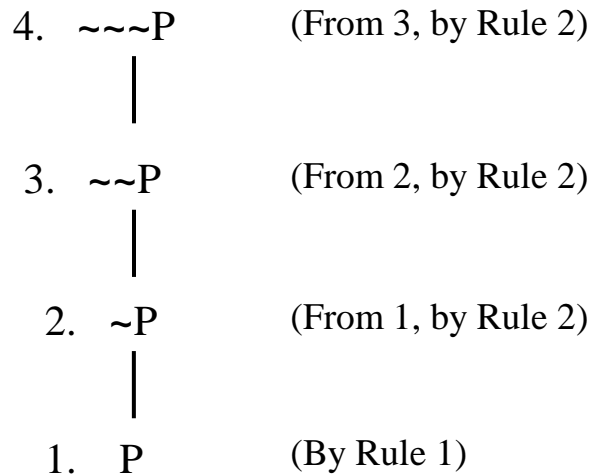 4. ~~~P (From 3, by Rule 2)
3. ~~P (From 2, by Rule 2)
2. ~P (From 1, by Rule 2)
1. P (By Rule 1)